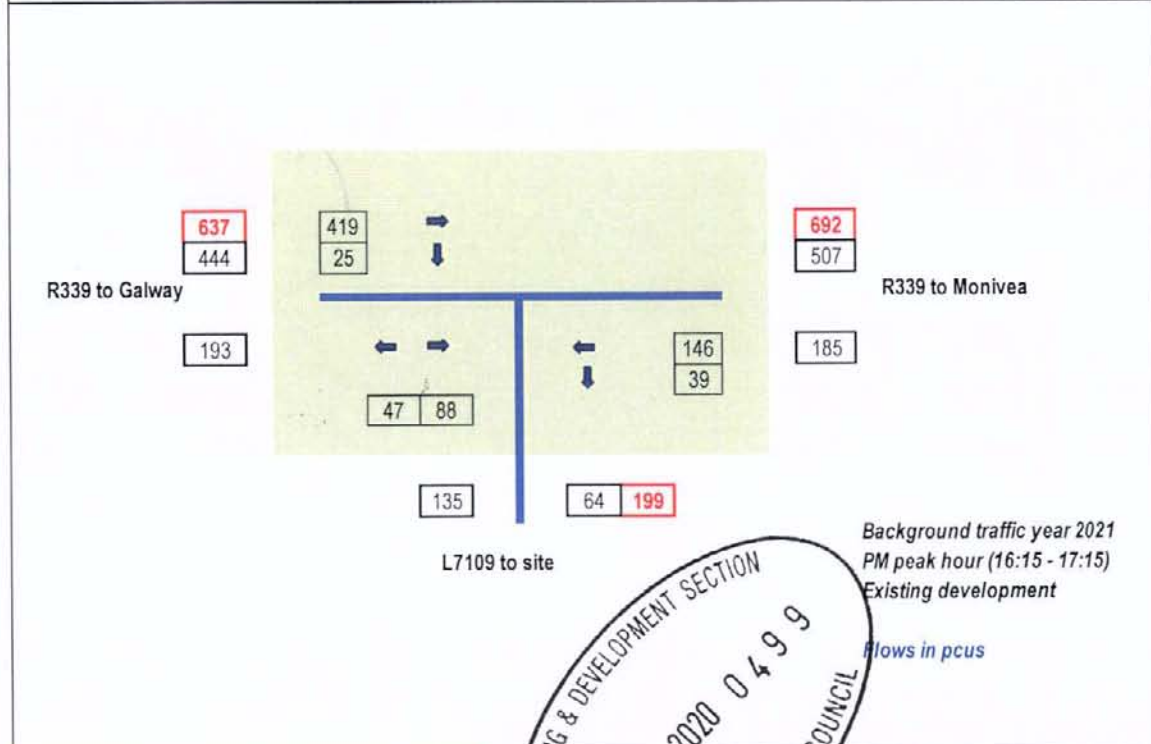 637
444
419
25
692
507
R339 to Galway
R339 to Monivea
193
146
39
185
47 88
135
64 199
L7109 to site
Background traffic year 2021
PM peak hour (16:15 - 17:15)
Existing development
Flows in pcus
& DEVELOPMENT SECTION
2020 0499
COUNCIL